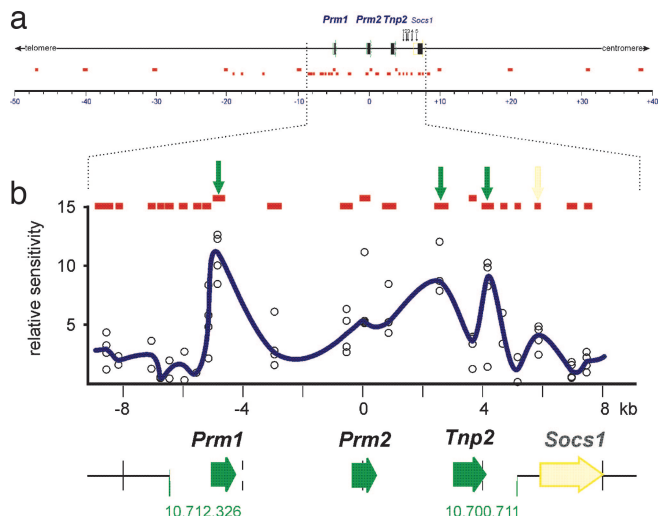 a
Prm1 Prm2 Tnp2 Socs1
telomere centromere
-50 -40 -30 -20 -10 0 +10 +20 +30 +40
b
15
10
5
relative sensitivity
-8 -4 0 4 8 kb
Prm1 Prm2 Tnp2 Socs1
10.712.326 10.700.711